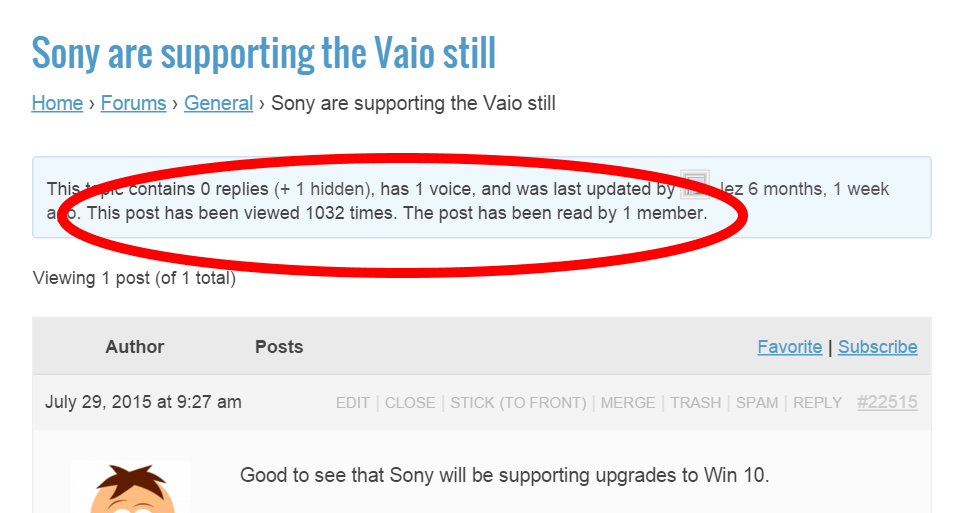 Sony are supporting the Vaio still
Home › Forums › General › Sony are supporting the Vaio still
This topic contains 0 replies (+ 1 hidden), has 1 voice, and was last updated by lez 6 months, 1 week
ago. This post has been viewed 1032 times. The post has been read by 1 member.
Viewing 1 post (of 1 total)
Author Posts Favorite | Subscribe
July 29, 2015 at 9:27 am EDIT | CLOSE | STICK (TO FRONT) | MERGE | TRASH | SPAM | REPLY #22515
Good to see that Sony will be supporting upgrades to Win 10.